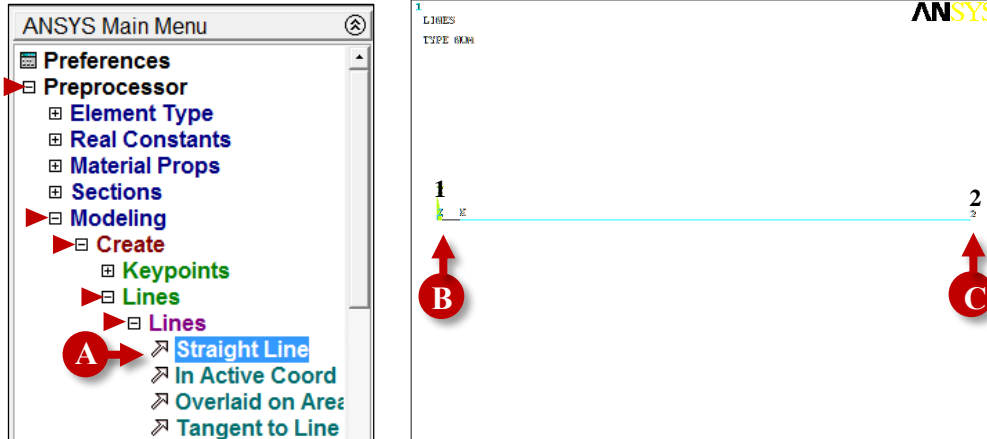 ANSYS Main Menu
Preferences
Preprocessor
Element Type
Real Constants
Material Props
Sections
Modeling
Create
Keypoints
Lines
Lines
A
Straight Line
In Active Coord
Overlaid on Area
Tangent to Line
1
LINES
TYPE NUM
ANSYS
1
2
2
X
B
C